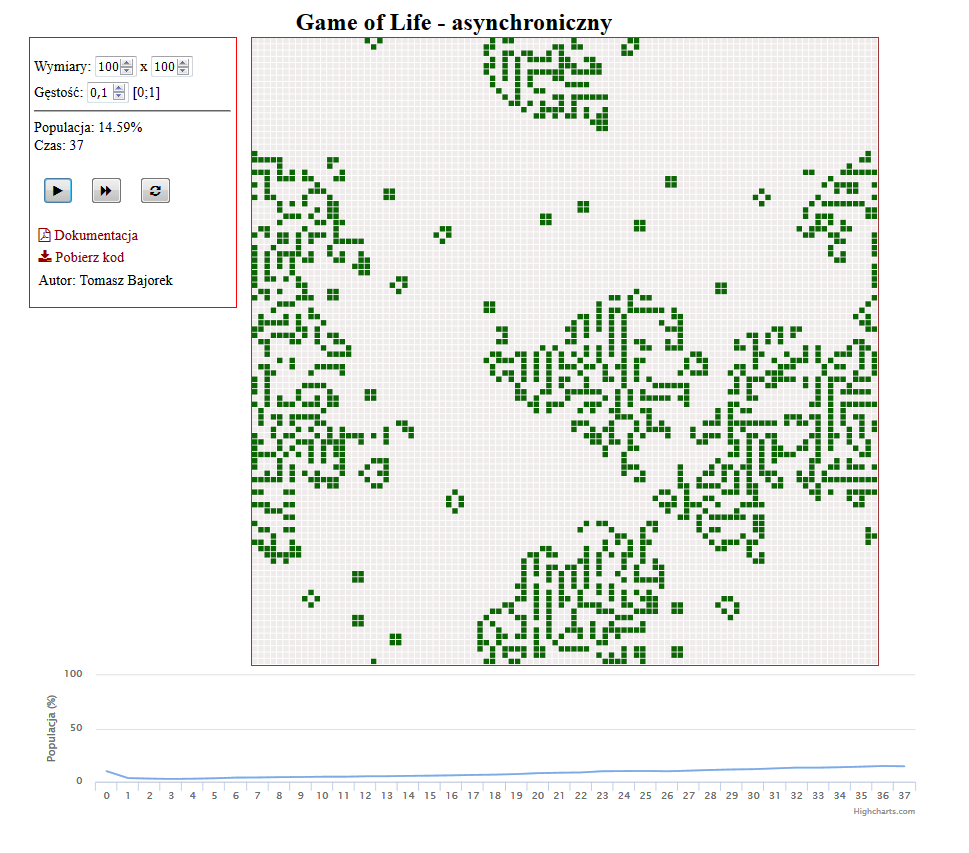 Game of Life - asynchroniczny
Wymiary: 100 x 100
Gęstość: 0,1 [0;1]
Populacja: 14.59%
Czas: 37
Dokumentacja
Pobierz kod
Autor: Tomasz Bajorek
100
50
0
Populacja (%)
0 1 2 3 4 5 6 7 8 9 10 11 12 13 14 15 16 17 18 19 20 21 22 23 24 25 26 27 28 29 30 31 32 33 34 35 36 37
Highcharts.com